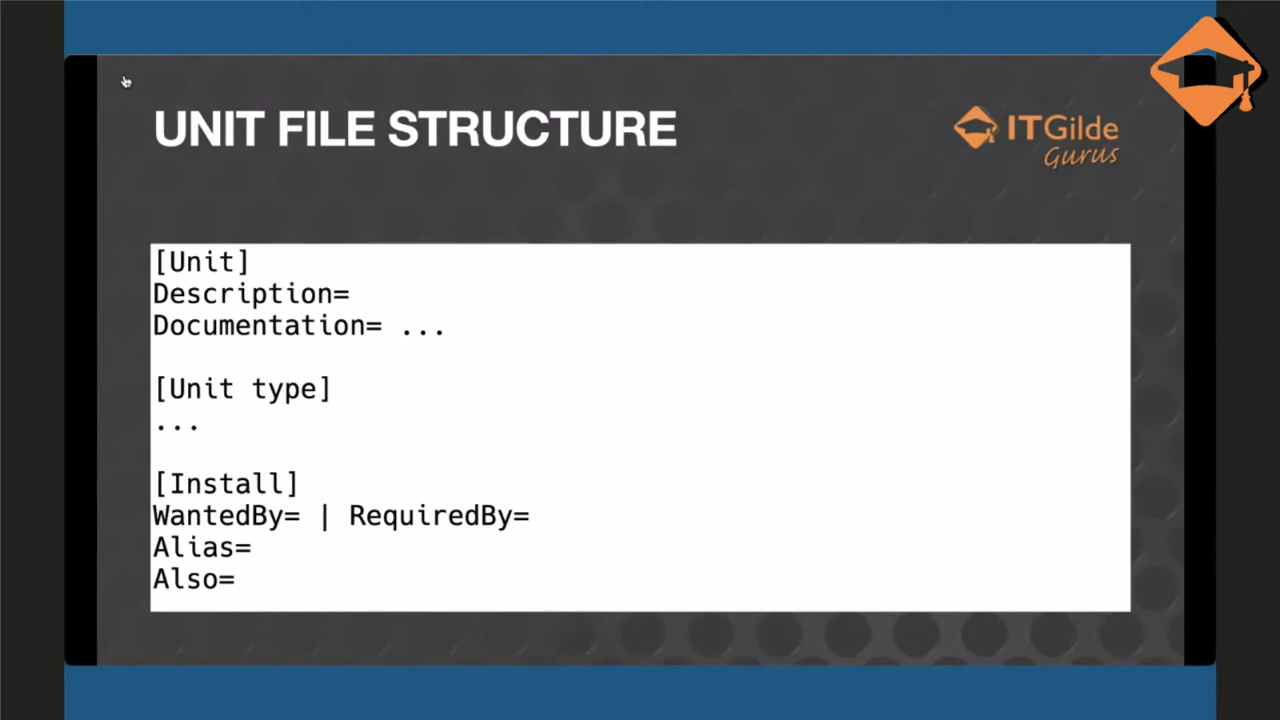 UNIT FILE STRUCTURE
ITGilde
Gurus
[Unit]
Description=
Documentation= ...
[Unit type]
...
[Install]
WantedBy= | RequiredBy=
Alias=
Also=